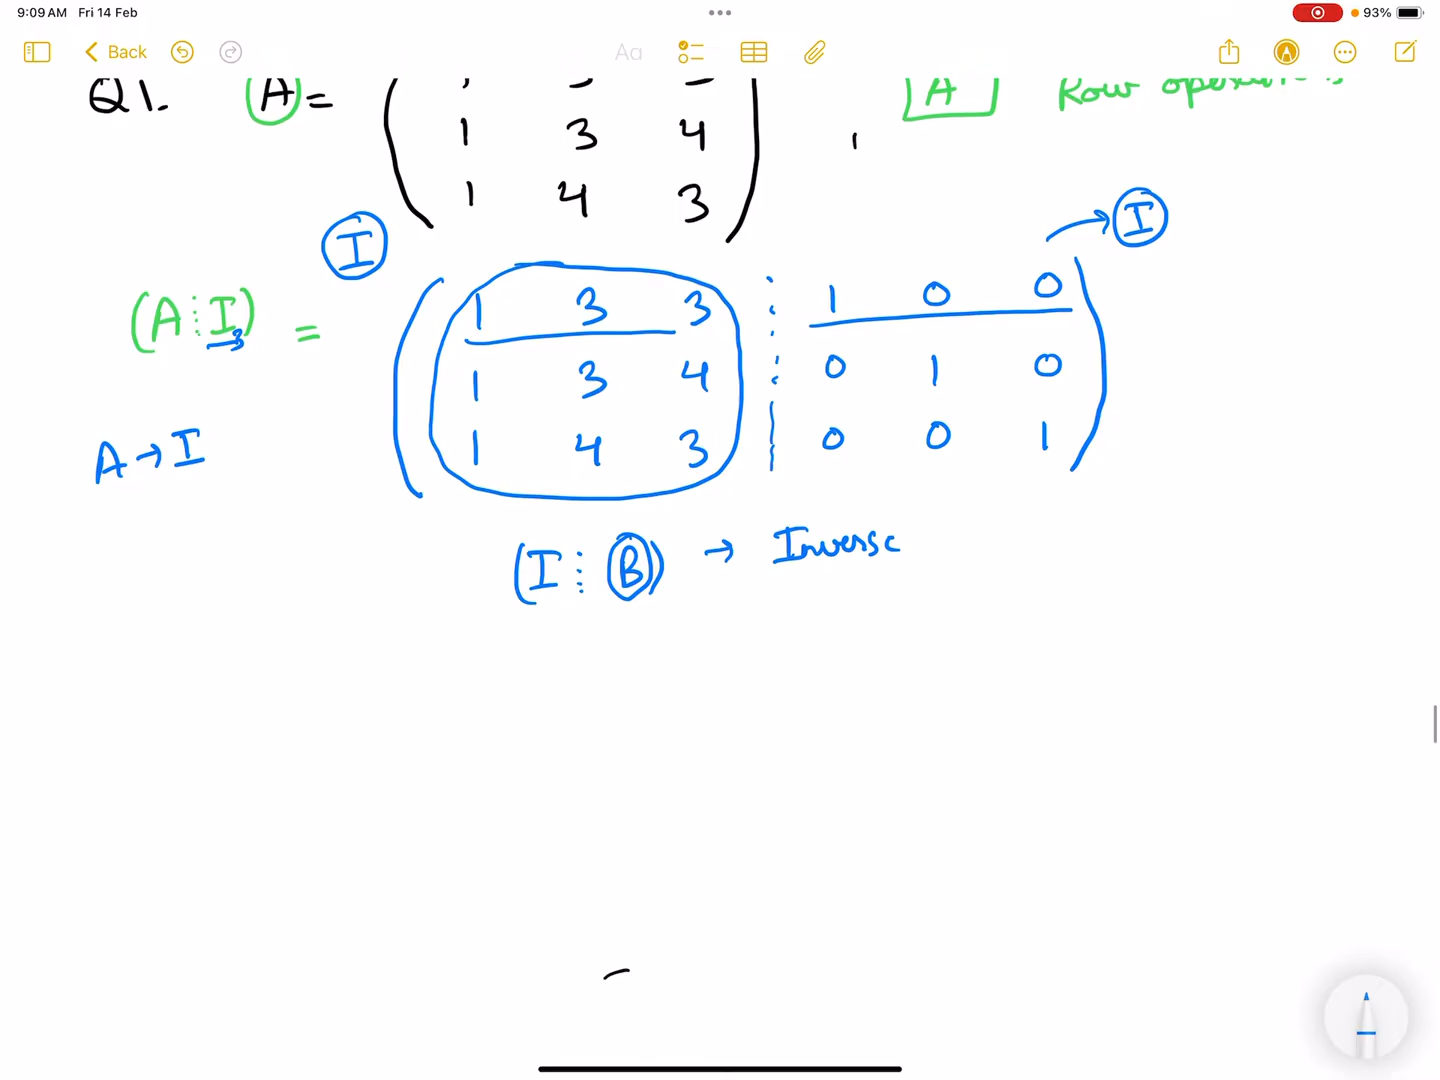 9:09 AM Fri 14 Feb
93%
Back
Aa
Q1. A = A Row
1 3 4
1 4 3
I I
(A ⋮ I₃) = 1 3 3 ⋮ 1 0 0
1 3 4 ⋮ 0 1 0
A → I 1 4 3 0 0 1
(I ⋮ B) → Inverse